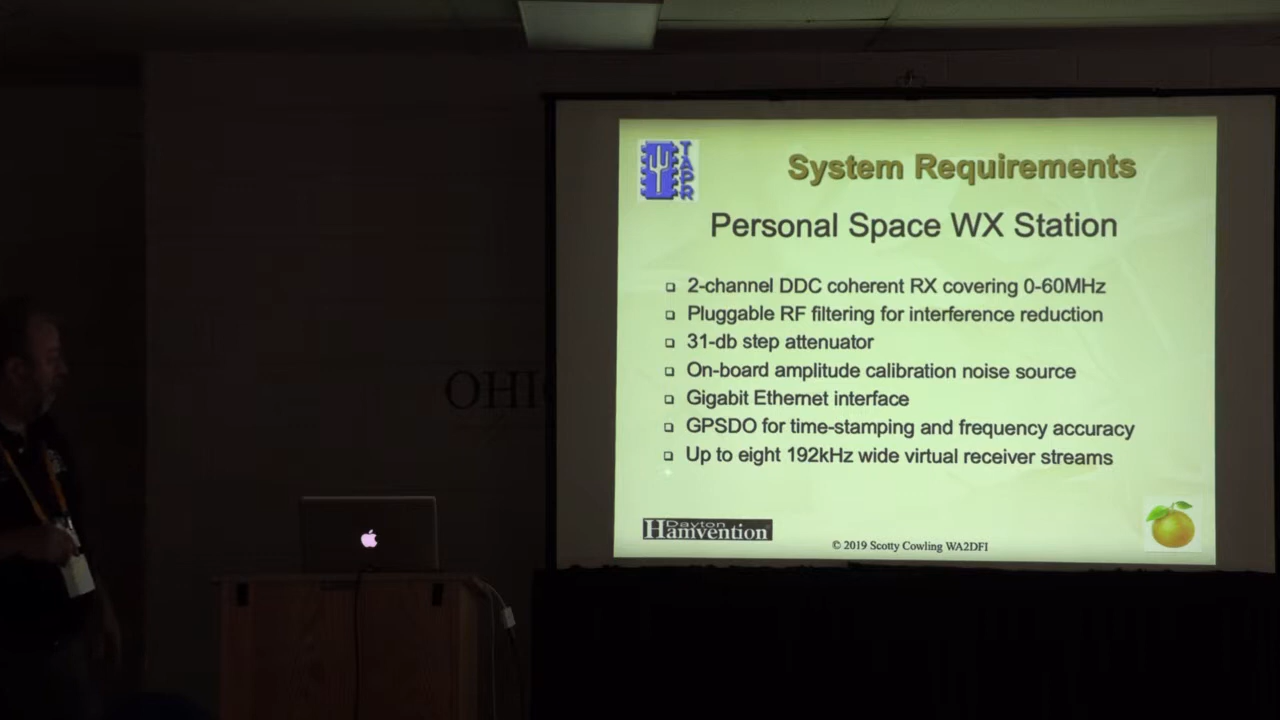 TAPR
System Requirements
Personal Space WX Station
2-channel DDC coherent RX covering 0-60MHz
Pluggable RF filtering for interference reduction
31-db step attenuator
On-board amplitude calibration noise source
Gigabit Ethernet interface
GPSDO for time-stamping and frequency accuracy
Up to eight 192kHz wide virtual receiver streams
Dayton
Hamvention
© 2019 Scotty Cowling WA2DFI
OHI